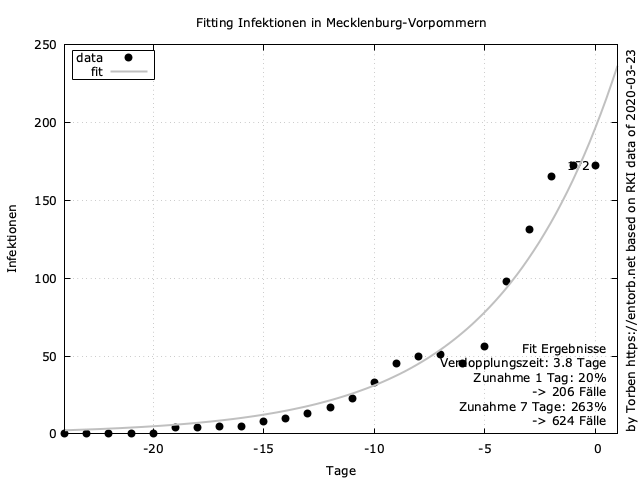 Fitting Infektionen in Mecklenburg-Vorpommern
250
200
150
100
50
0
-20
-15
-10
-5
0
Infektionen
Tage
data
fit
172
Fit Ergebnisse
Verdopplungszeit: 3.8 Tage
Zunahme 1 Tag: 20%
-> 206 Fälle
Zunahme 7 Tage: 263%
-> 624 Fälle
by Torben https://entorb.net based on RKI data of 2020-03-23